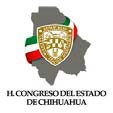 H. CONGRESO DEL ESTADO
DE CHIHUAHUA